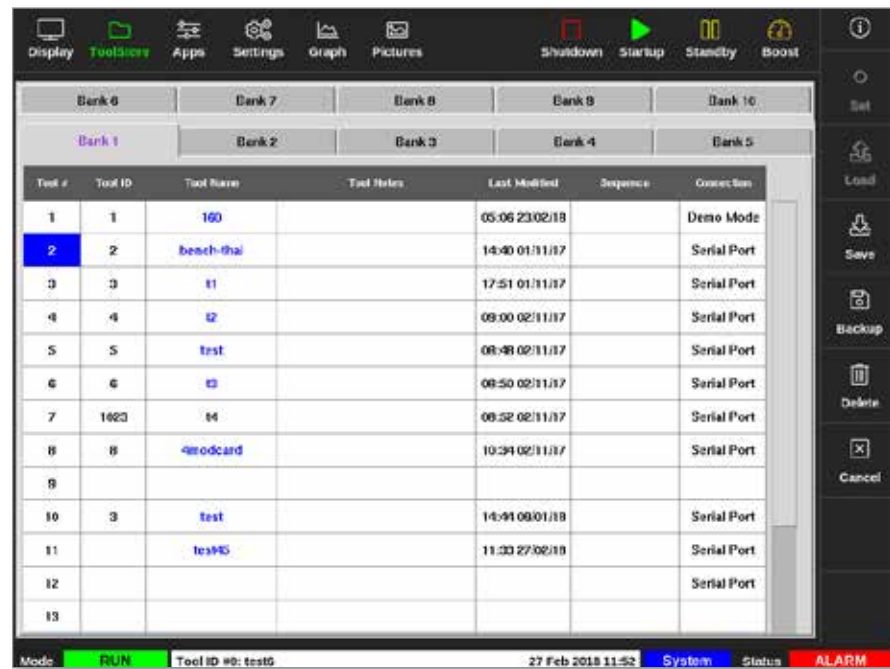 Display ToolStore Apps Settings Graph Pictures Shutdown Startup Standby Boost
Bank 6 Bank 7 Bank 8 Bank 9 Bank 10
Set
Bank 1 Bank 2 Bank 3 Bank 4 Bank 5
Load
Tool # Tool ID Tool Name Tool Notes Last Modified Sequence Connection
1 1 160 05:06 23/02/18 Demo Mode
2 2 bench-thai 14:40 01/11/17 Serial Port
Save
3 3 t1 17:51 01/11/17 Serial Port
4 4 t2 09:00 02/11/17 Serial Port
Backup
5 5 test 08:48 02/11/17 Serial Port
6 6 t3 08:50 02/11/17 Serial Port
Delete
7 1623 t4 08:52 02/11/17 Serial Port
8 8 4modcard 10:34 02/11/17 Serial Port
Cancel
9
10 3 test 14:44 Serial Port
11 test45 11:33 27/02/18 Serial Port
12 Serial Port
13
Mode RUN Tool ID #0: test6 27 Feb 2018 11:52 System Status ALARM